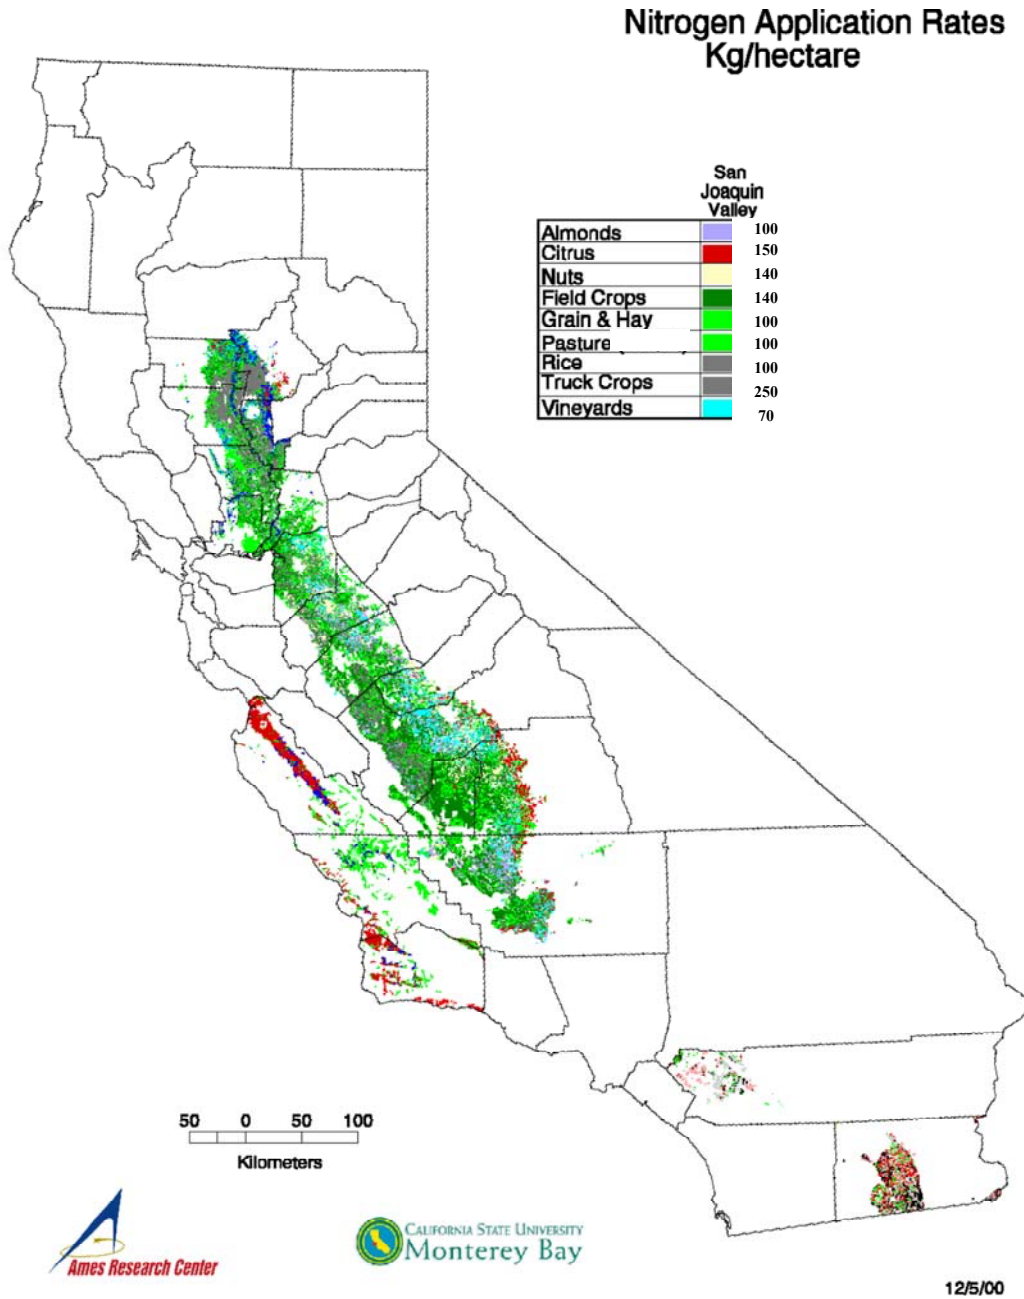 Nitrogen Application Rates
Kg/hectare
San
Joaquin
Valley
Almonds 100
Citrus 150
Nuts 140
Field Crops 140
Grain & Hay 100
Pasture 100
Rice 100
Truck Crops 250
Vineyards 70
50 0 50 100
Kilometers
Ames Research Center
CALIFORNIA STATE UNIVERSITY
Monterey Bay
12/5/00